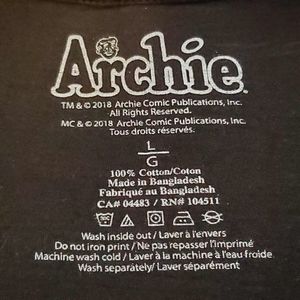 Archie
TM & © 2018 Archie Comic Publications, Inc.
All Rights Reserved.
MC & © 2018 Archie Comic Publications, Inc.
Tous droits réservés.
L
G
100% Cotton/Coton
Made in Bangladesh
Fabriqué au Bangladesh
CA# 04483 / RN# 104511
Wash inside out / Laver à l'envers
Do not iron print / Ne pas repasser l'imprimé
Machine wash cold / Laver à l'eau froide
Wash separately/ Laver séparément